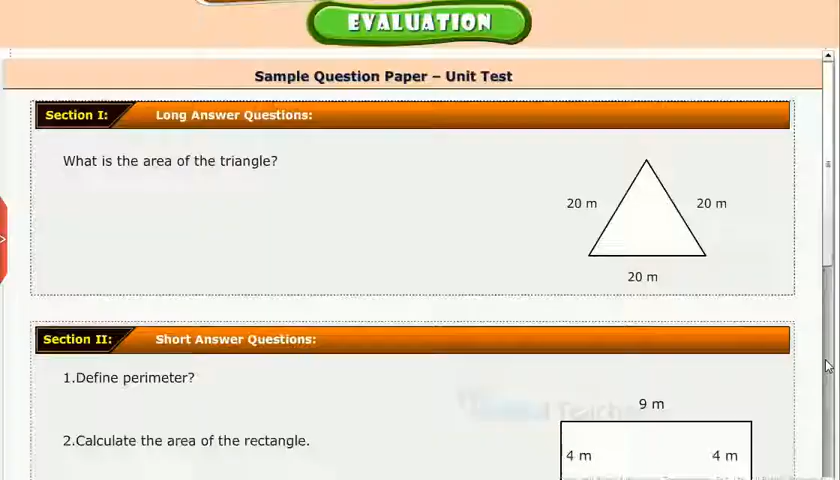 EVALUATION
Sample Question Paper – Unit Test
Section I: Long Answer Questions:
What is the area of the triangle?
20 m 20 m
20 m
Section II: Short Answer Questions:
1.Define perimeter?
9 m
2.Calculate the area of the rectangle.
4 m 4 m